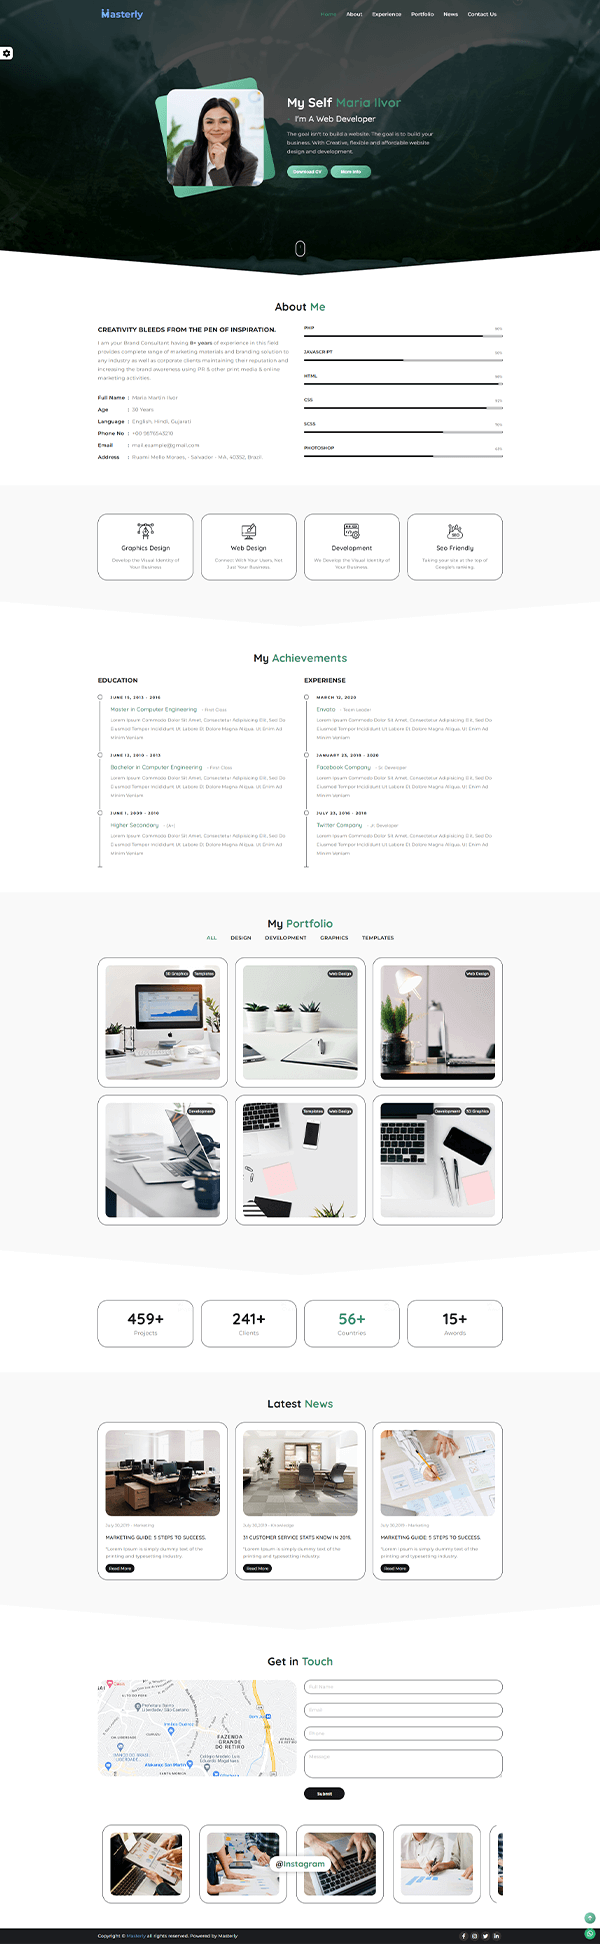 Masterly
Home About Experience Portfolio News Contact Us
My Self Maria Ilvor
I'm A Web Developer
The goal isn't to build a website. The goal is to build your
business. With Creative, flexible and affordable website
design and development.
Download CV More Info
About Me
CREATIVITY BLEEDS FROM THE PEN OF INSPIRATION.
I am your Brand Consultant having 8+ years of experience in this field
provides complete range of marketing materials and branding solution to
any industry as well as corporate clients maintaining their reputation and
increasing the brand awareness using PR & other print media & online
marketing activities.
Full Name : Maria Martin Ilvor
Age : 30 Years
Language : English, Hindi, Gujarati
Phone No :
Email : mail.example@gmail.com
Address :
PHP 90%
JAVASCRIPT 50%
HTML 98%
CSS 92%
SCSS 70%
PHOTOSHOP 65%
Graphics Design
Develop the Visual Identity of
Your Business
Web Design
Connect With Your Users, Not
Just Your Business
Development
We Develop the Visual Identity of
Your Business
Seo Friendly
Taking your site at the top of
Google's ranking.
My Achievements
EDUCATION
JUNE 15, 2013 - 2016
Master in Computer Engineering - First Class
Lorem Ipsum Commodo Dolor Sit Amet, Consectetur Adipisicing Elit, Sed Do
Eiusmod Tempor Incididunt Ut Labore Et Dolore Magna Aliqua. Ut Enim Ad
Minim Veniam
JUNE 12, 2010 - 2013
Bachelor in Computer Engineering - First Class
Lorem Ipsum Commodo Dolor Sit Amet, Consectetur Adipisicing Elit, Sed Do
Eiusmod Tempor Incididunt Ut Labore Et Dolore Magna Aliqua. Ut Enim Ad
Minim Veniam
JUNE 1, 2009 - 2010
Higher Secondary - (A+)
Lorem Ipsum Commodo Dolor Sit Amet, Consectetur Adipisicing Elit, Sed Do
Eiusmod Tempor Incididunt Ut Labore Et Dolore Magna Aliqua. Ut Enim Ad
Minim Veniam
EXPERIENSE
MARCH 12, 2020
Envato - Team Leader
Lorem Ipsum Commodo Dolor Sit Amet, Consectetur Adipisicing Elit, Sed Do
Eiusmod Tempor Incididunt Ut Labore Et Dolore Magna Aliqua. Ut Enim Ad
Minim Veniam
JANUARY 25, 2018 - 2020
Facebook Company - Sr. Developer
Lorem Ipsum Commodo Dolor Sit Amet, Consectetur Adipisicing Elit, Sed Do
Eiusmod Tempor Incididunt Ut Labore Et Dolore Magna Aliqua. Ut Enim Ad
Minim Veniam
JULY 23, 2016 - 2018
Twitter Company - Jr. Developer
Lorem Ipsum Commodo Dolor Sit Amet, Consectetur Adipisicing Elit, Sed Do
Eiusmod Tempor Incididunt Ut Labore Et Dolore Magna Aliqua. Ut Enim Ad
Minim Veniam
My Portfolio
ALL DESIGN DEVELOPMENT GRAPHICS TEMPLATES
3D Graphics Templates
Web Design
Web Design
Development
Templates Web Design
Development 3D Graphics
459+
Projects
241+
Clients
56+
Countries
15+
Awards
Latest News
July 30,2019 - Marketing
MARKETING GUIDE: 5 STEPS TO SUCCESS.
"Lorem Ipsum is simply dummy text of the
printing and typesetting industry.
Read More
July 30,2019 - Knowledge
31 CUSTOMER SERVICE STATS KNOW IN 2019.
"Lorem Ipsum is simply dummy text of the
printing and typesetting industry.
Read More
July 30,2019 - Marketing
MARKETING GUIDE: 5 STEPS TO SUCCESS.
"Lorem Ipsum is simply dummy text of the
printing and typesetting industry.
Read More
Get in Touch
FAZENDA
GRANDE
DO RETIRO
Full Name
Email
Phone
Message
Submit
@Instagram
Copyright © Masterly all rights reserved. Powered by Masterly